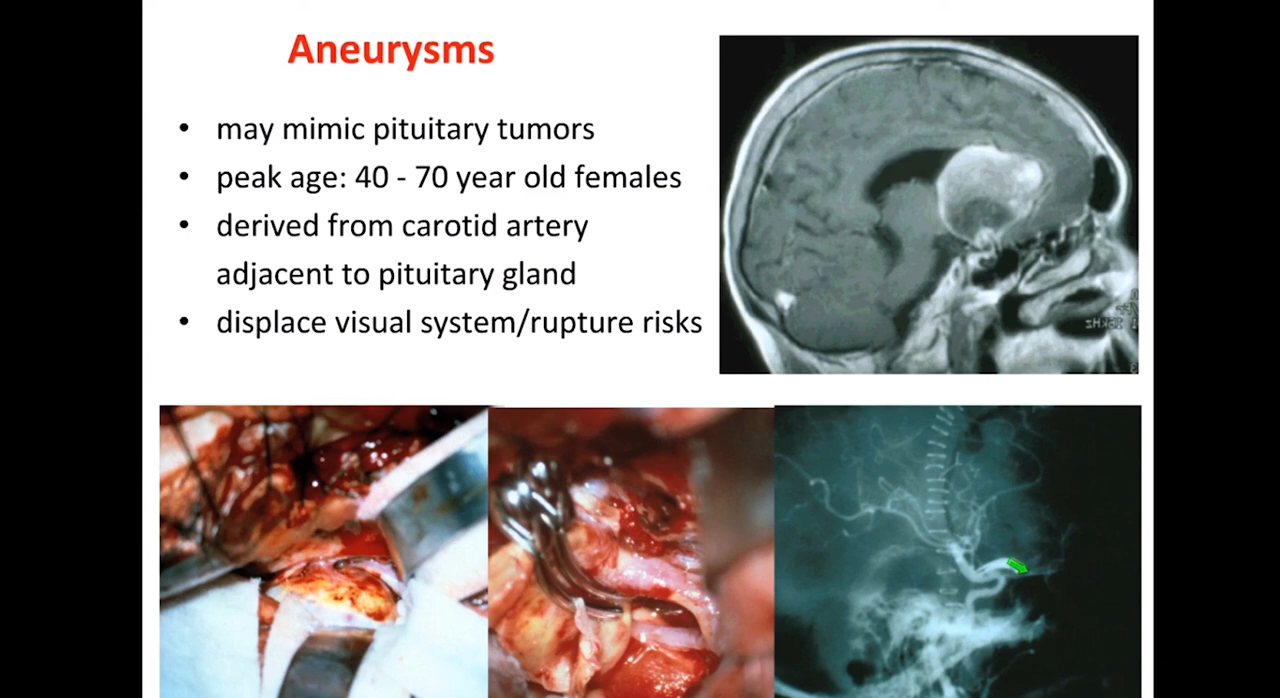 Aneurysms
• may mimic pituitary tumors
• peak age: 40 - 70 year old females
• derived from carotid artery
adjacent to pituitary gland
• displace visual system/rupture risks